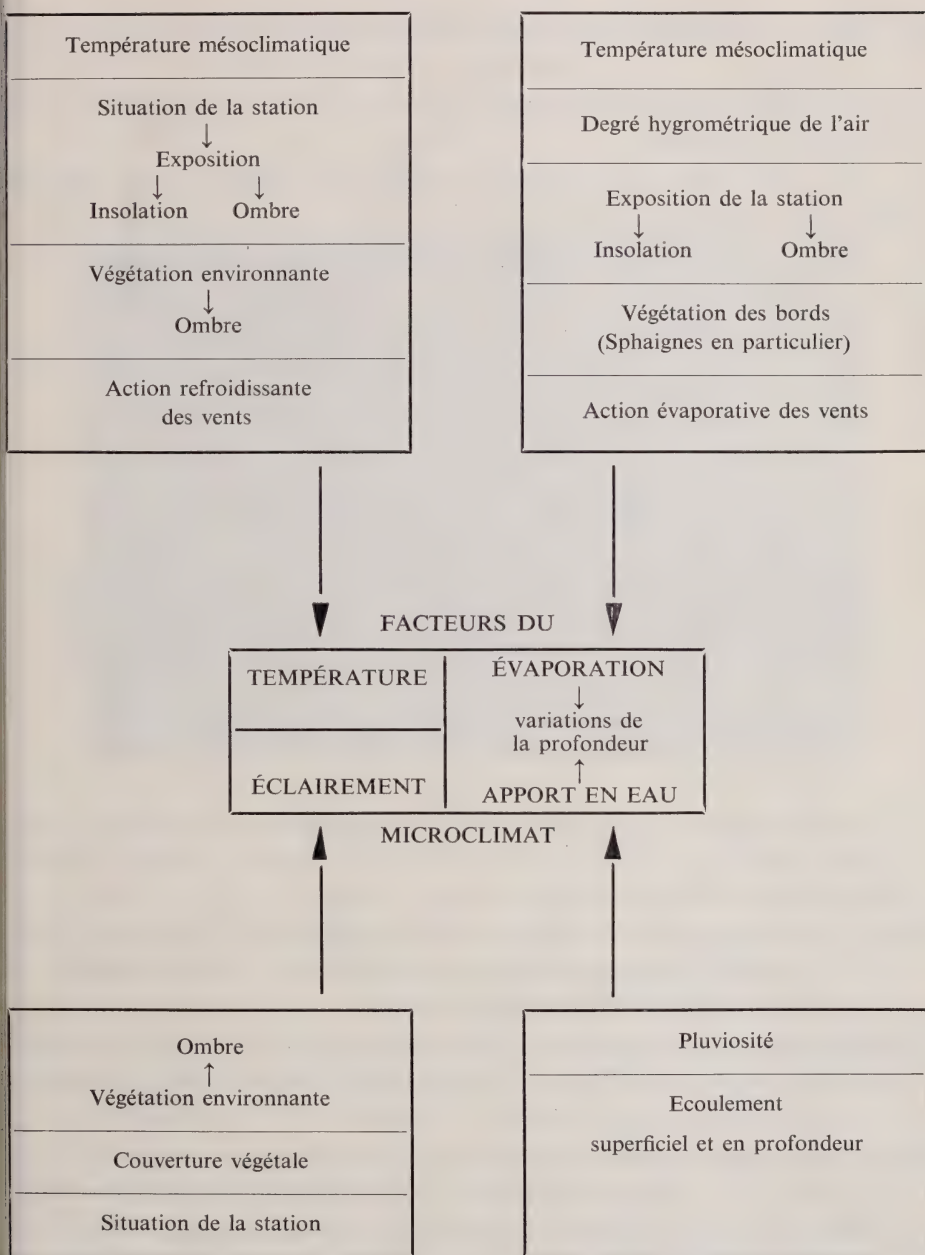 Température mésoclimatique
Situation de la station
↓
Exposition
↓ ↓
Insolation Ombre
Végétation environnante
↓
Ombre
Action refroidissante
des vents
Température mésoclimatique
Degré hygrométrique de l'air
Exposition de la station
↓ ↓
Insolation Ombre
Végétation des bords
(Sphaignes en particulier)
Action évaporative des vents
FACTEURS DU
TEMPÉRATURE
ÉCLAIREMENT
ÉVAPORATION
↓
variations de
la profondeur
↑
APPORT EN EAU
MICROCLIMAT
Ombre
↑
Végétation environnante
Couverture végétale
Situation de la station
Pluviosité
Ecoulement
superficiel et en profondeur